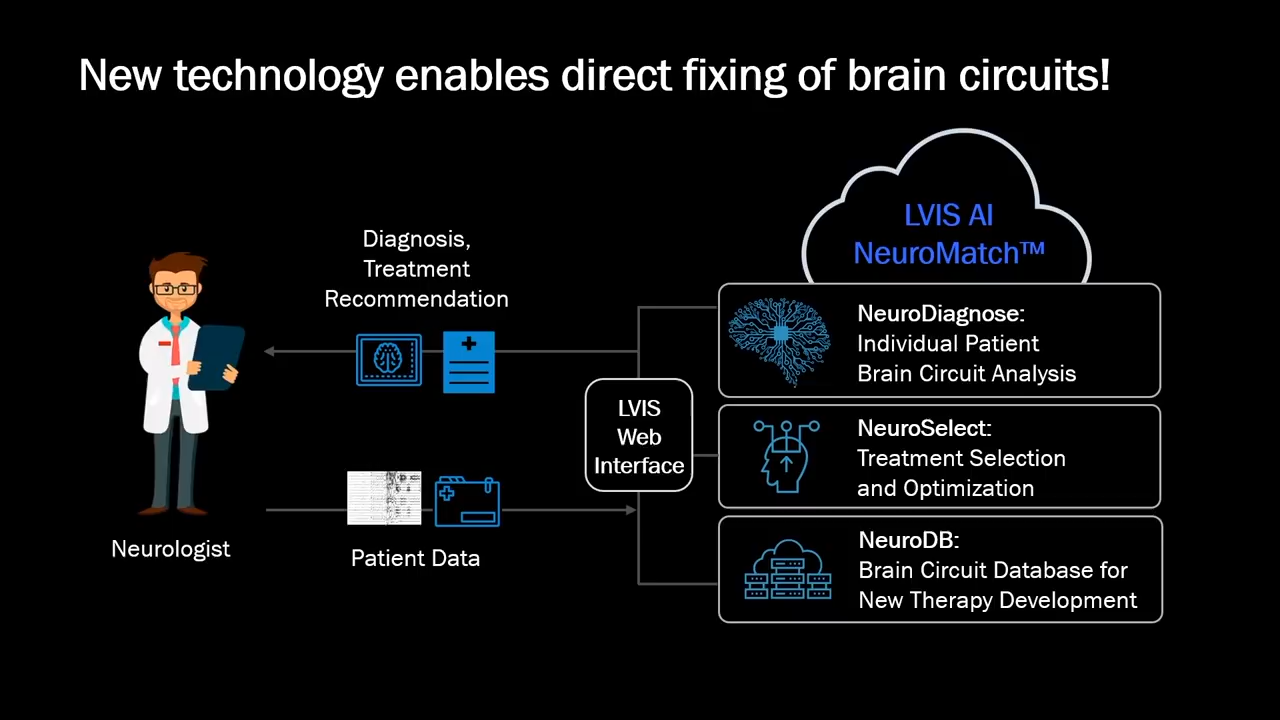 New technology enables direct fixing of brain circuits!
LVIS AI
NeuroMatch™
Diagnosis,
Treatment
Recommendation
NeuroDiagnose:
Individual Patient
Brain Circuit Analysis
LVIS
Web
Interface
NeuroSelect:
Treatment Selection
and Optimization
Neurologist
Patient Data
NeuroDB:
Brain Circuit Database for
New Therapy Development